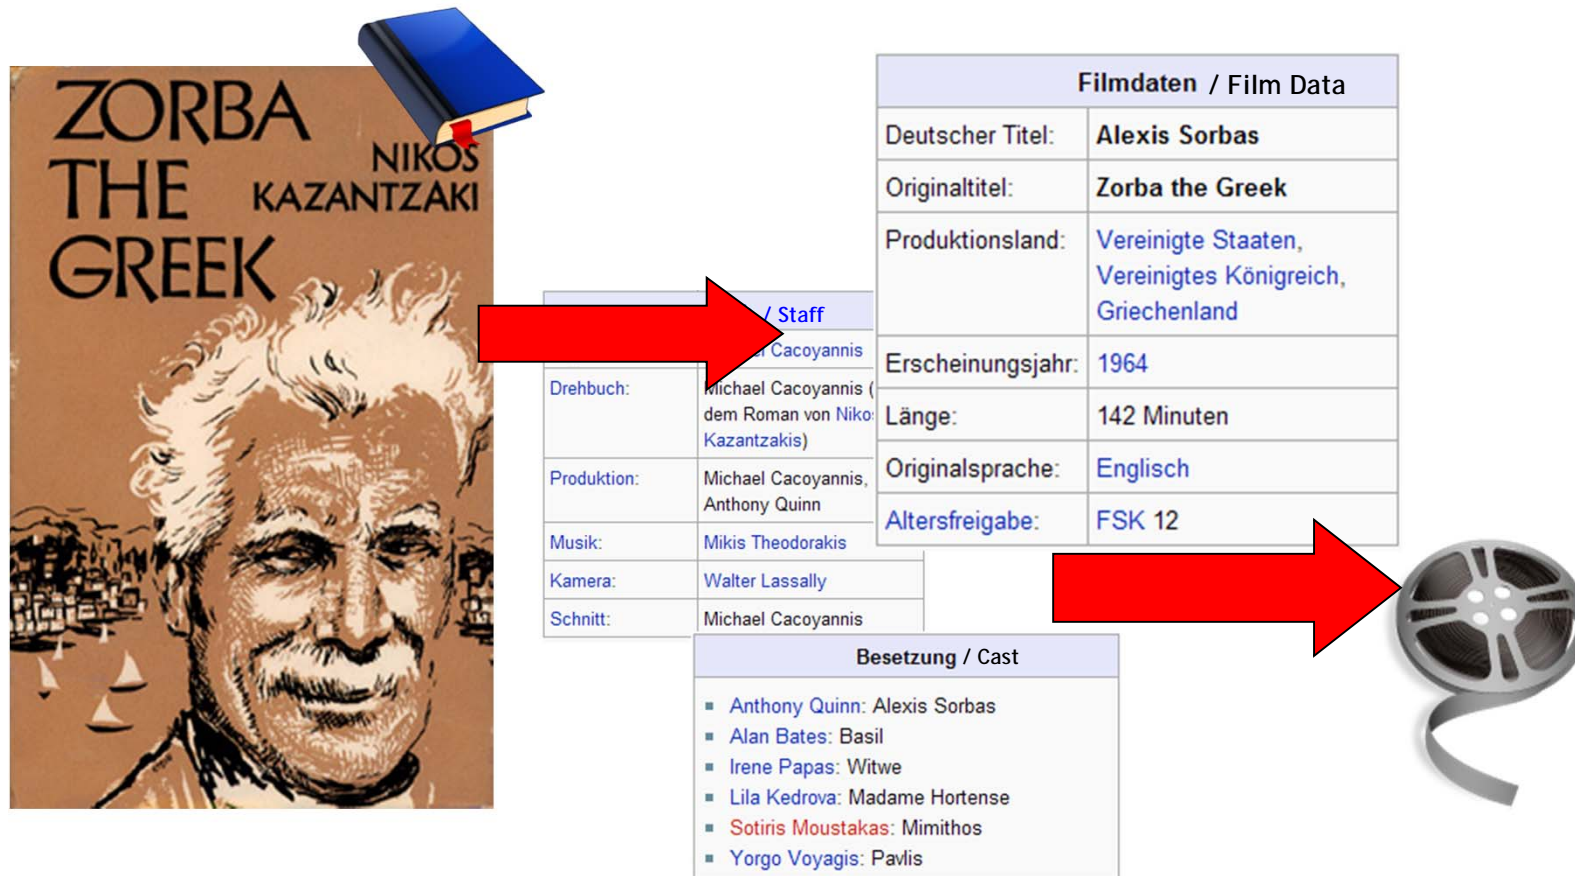 ZORBA
THE
GREEK
NIKOS
KAZANTZAKI
/ Staff
Cacoyannis
Drehbuch: Michael Cacoyannis (
dem Roman von
Kazantzakis)
Produktion: Michael Cacoyannis,
Anthony Quinn
Musik: Mikis Theodorakis
Kamera: Walter Lassally
Schnitt: Michael Cacoyannis
Filmdaten / Film Data
Deutscher Titel: Alexis Sorbas
Originaltitel: Zorba the Greek
Produktionsland: Vereinigte Staaten,
Vereinigtes Königreich,
Griechenland
Erscheinungsjahr: 1964
Länge: 142 Minuten
Originalsprache: Englisch
Altersfreigabe: FSK 12
Besetzung / Cast
Anthony Quinn: Alexis Sorbas
Alan Bates: Basil
Irene Papas: Witwe
Lila Kedrova: Madame Hortense
Sotiris Moustakas: Mimithos
Yorgo Voyagis: Pavlis